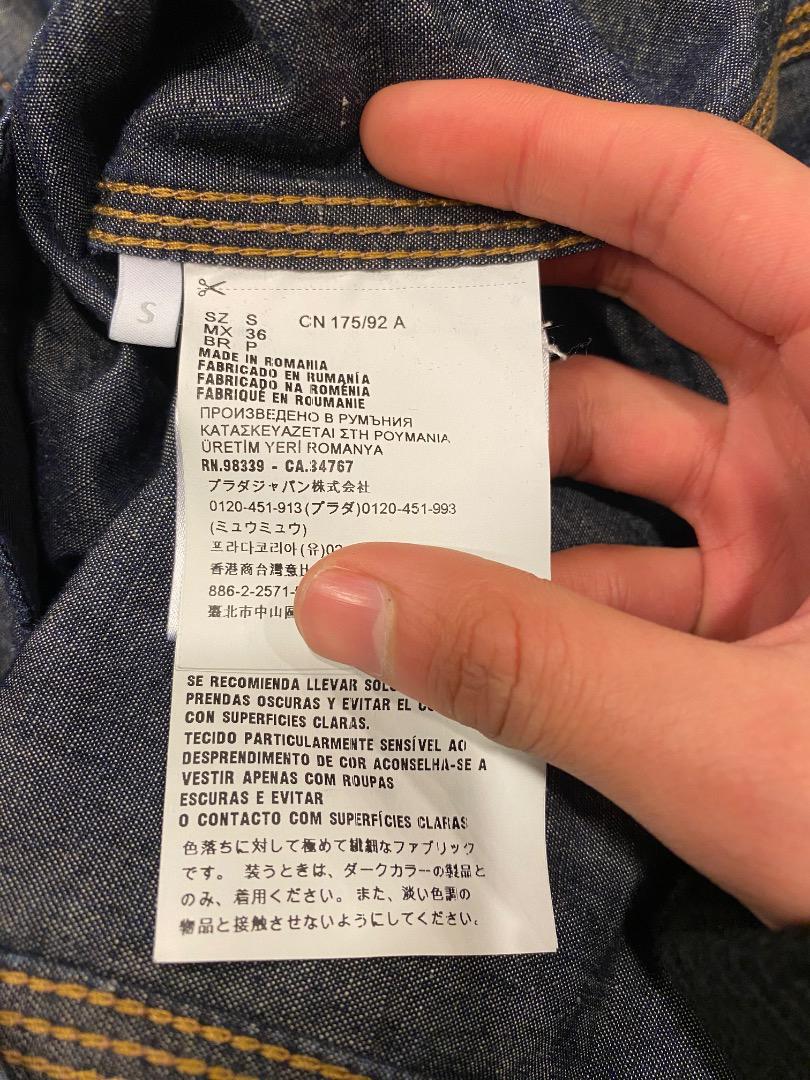 S
SZ S CN 175/92 A
MX 36
BR P
MADE IN ROMANIA
FABRICADO EN RUMANÍA
FABRICADO NA ROMÉNIA
FABRIQUÉ EN ROUMANIE
ПРОИЗВЕДЕНО В РУМЪНИЯ
ΚΑΤΑΣΚΕΥΑΖΕΤΑΙ ΣΤΗ ΡΟΥΜΑΝΙΑ
ÜRETİM YERİ ROMANYA
RN.98339 - CA.34767
プラダジャパン株式会社
0120-451-913(プラダ)0120-451-993
(ミュウミュウ)
프라다코리아(유)02
香港商台灣意比
886-2-2571-
臺北市中山區
SE RECOMIENDA LLEVAR SOLO
PRENDAS OSCURAS Y EVITAR EL
CON SUPERFICIES CLARAS.
TECIDO PARTICULARMENTE SENSÍVEL AO
DESPRENDIMENTO DE COR ACONSELHA-SE A
VESTIR APENAS COM ROUPAS
ESCURAS E EVITAR
O CONTACTO COM SUPERFÍCIES CLARAS
色落ちに対して極めて繊細なファブリック
です。 装うときは、ダークカラーの製品と
のみ、着用ください。また、淡い色調の
物品と接触させないようにしてください。